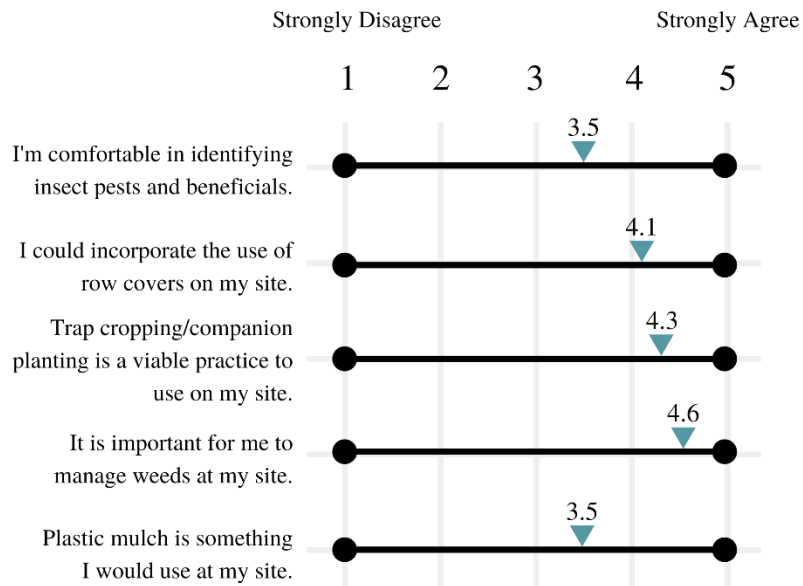 Strongly Disagree Strongly Agree
1 2 3 4 5
3.5
I'm comfortable in identifying
insect pests and beneficials.
4.1
I could incorporate the use of
row covers on my site.
4.3
Trap cropping/companion
planting is a viable practice to
use on my site.
4.6
It is important for me to
manage weeds at my site.
3.5
Plastic mulch is something
I would use at my site.